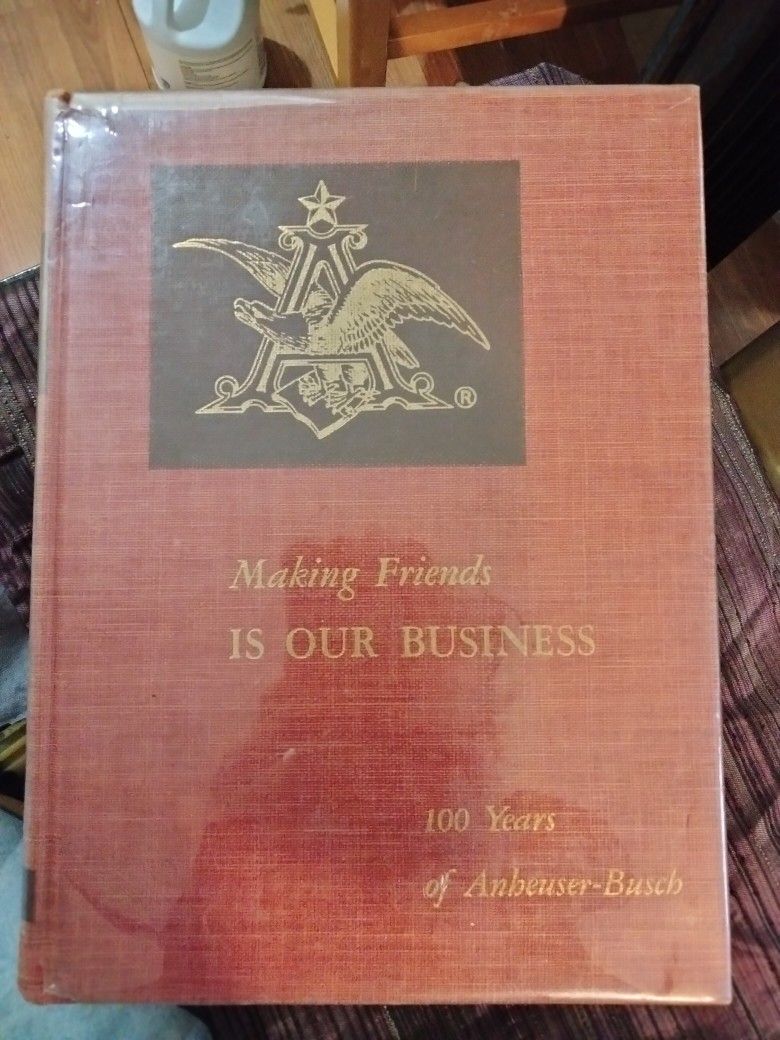 ®
Making Friends
IS OUR BUSINESS
100 Years
of Anheuser-Busch